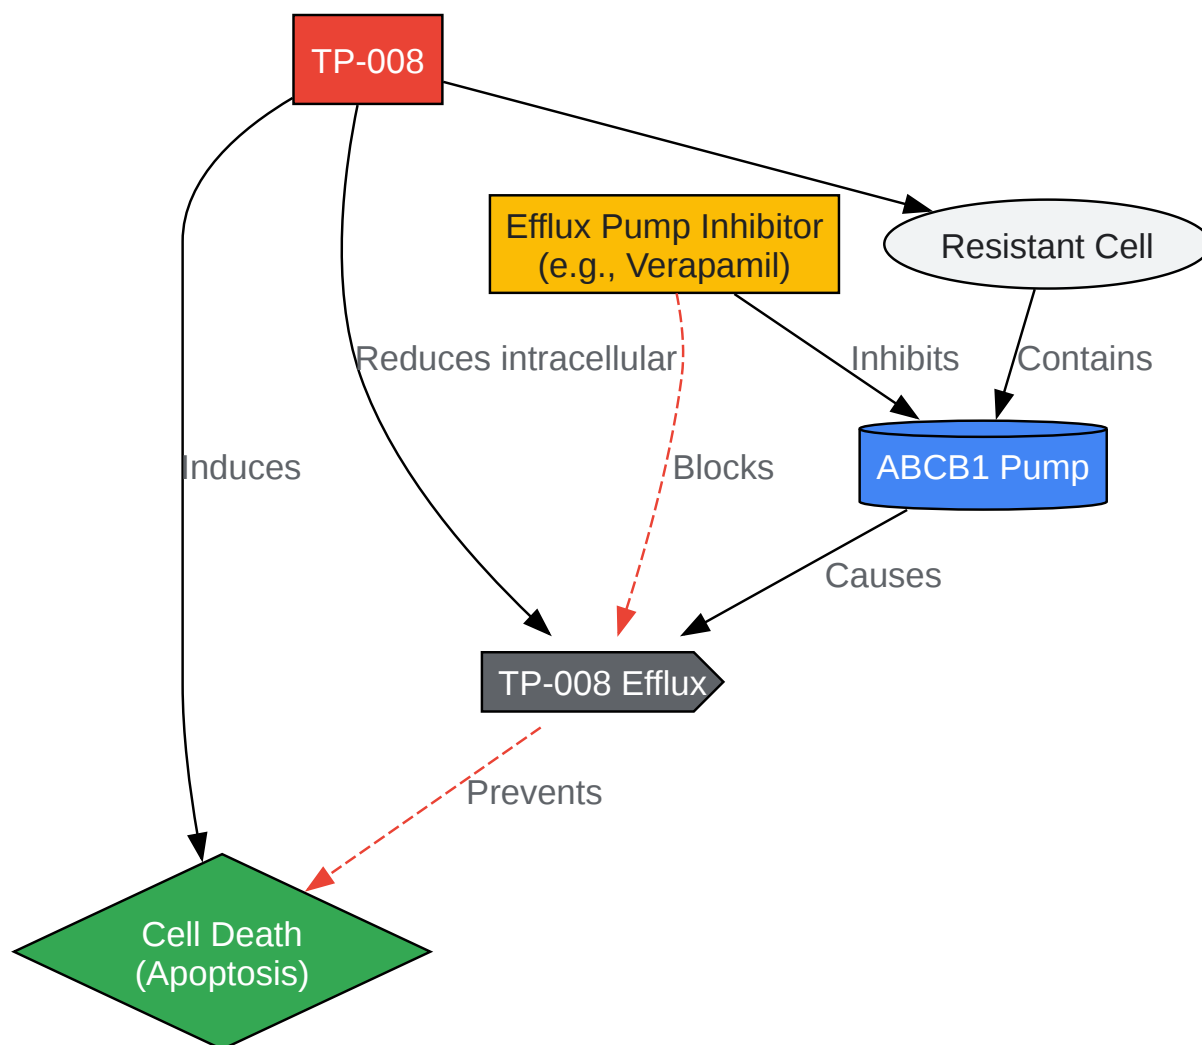 TP-008
Efflux Pump Inhibitor
(e.g., Verapamil)
Resistant Cell
Reduces intracellular
Inhibits
Contains
Induces
Blocks
ABCB1 Pump
Causes
TP-008 Efflux
Prevents
Cell Death
(Apoptosis)